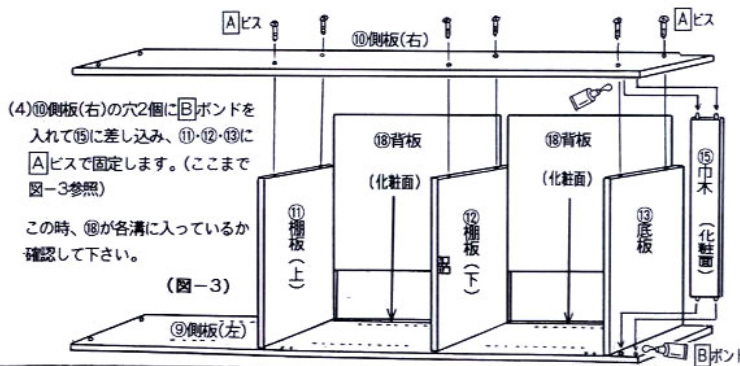 Aビス
Aビス
⑩側板(右)
(4)⑩側板(右)の穴2個にBボンドを
入れて⑮に差し込み、⑪・⑫・⑬に
Aビスで固定します。(ここまで
図-3参照)
この時、⑱が各溝に入っているか
確認して下さい。
(図-3)
⑱背板
(化粧面)
⑱背板
(化粧面)
⑪棚板(上)
⑫棚板(下)
⑬底板
⑮巾木(化粧面)
⑨側板(左)
Bボンド